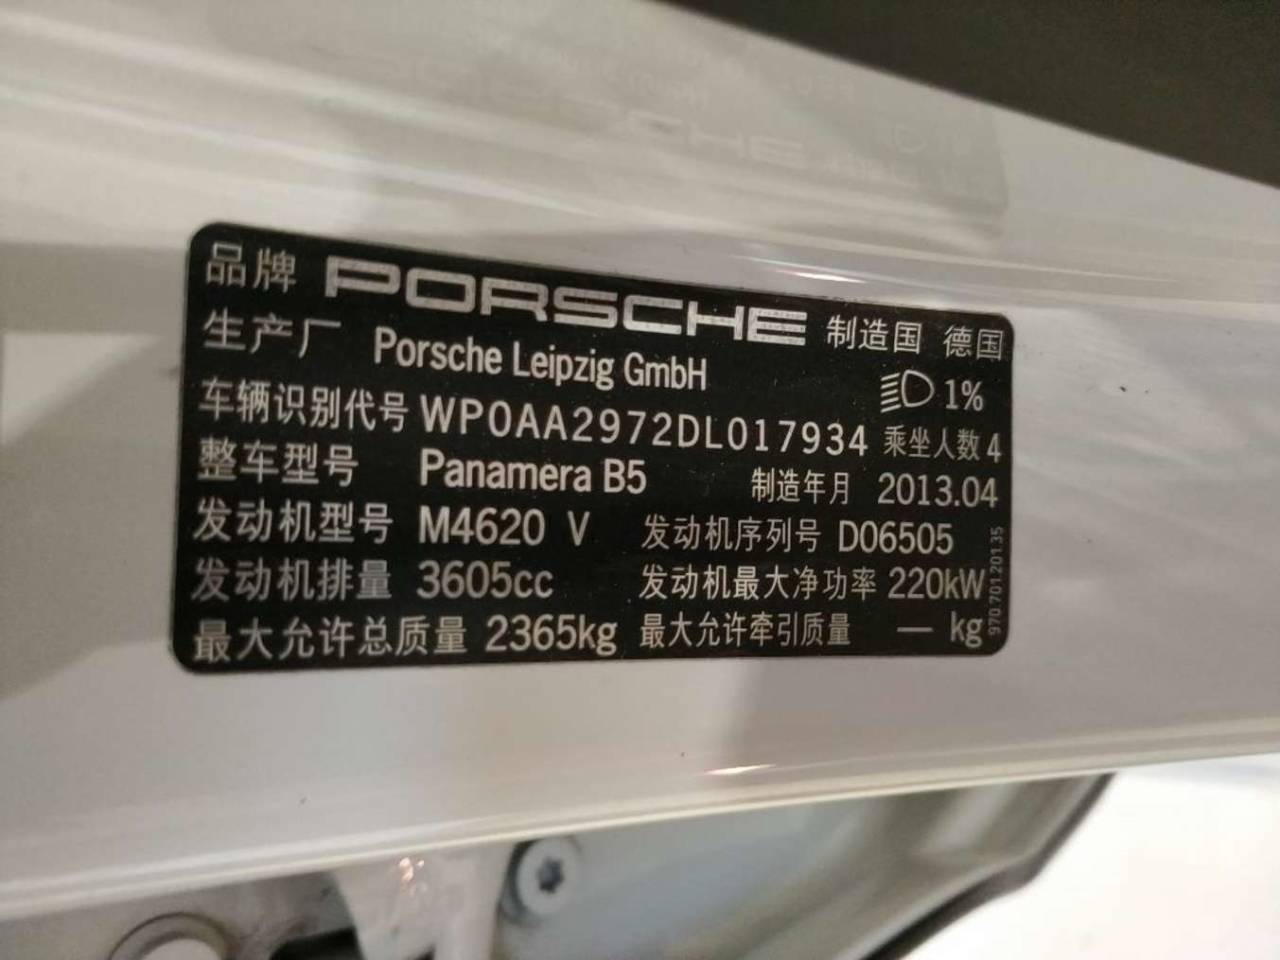 品牌 PORSCHE 制造国 德国
生产厂 Porsche Leipzig GmbH 1%
车辆识别代号 WP0AA2972DL017934 乘坐人数 4
整车型号 Panamera B5 制造年月 2013.04
发动机型号 M4620 V 发动机序列号 D06505
发动机排量 3605cc 发动机最大净功率 220kW
最大允许总质量 2365kg 最大允许牵引质量 — kg
970.701.201.35